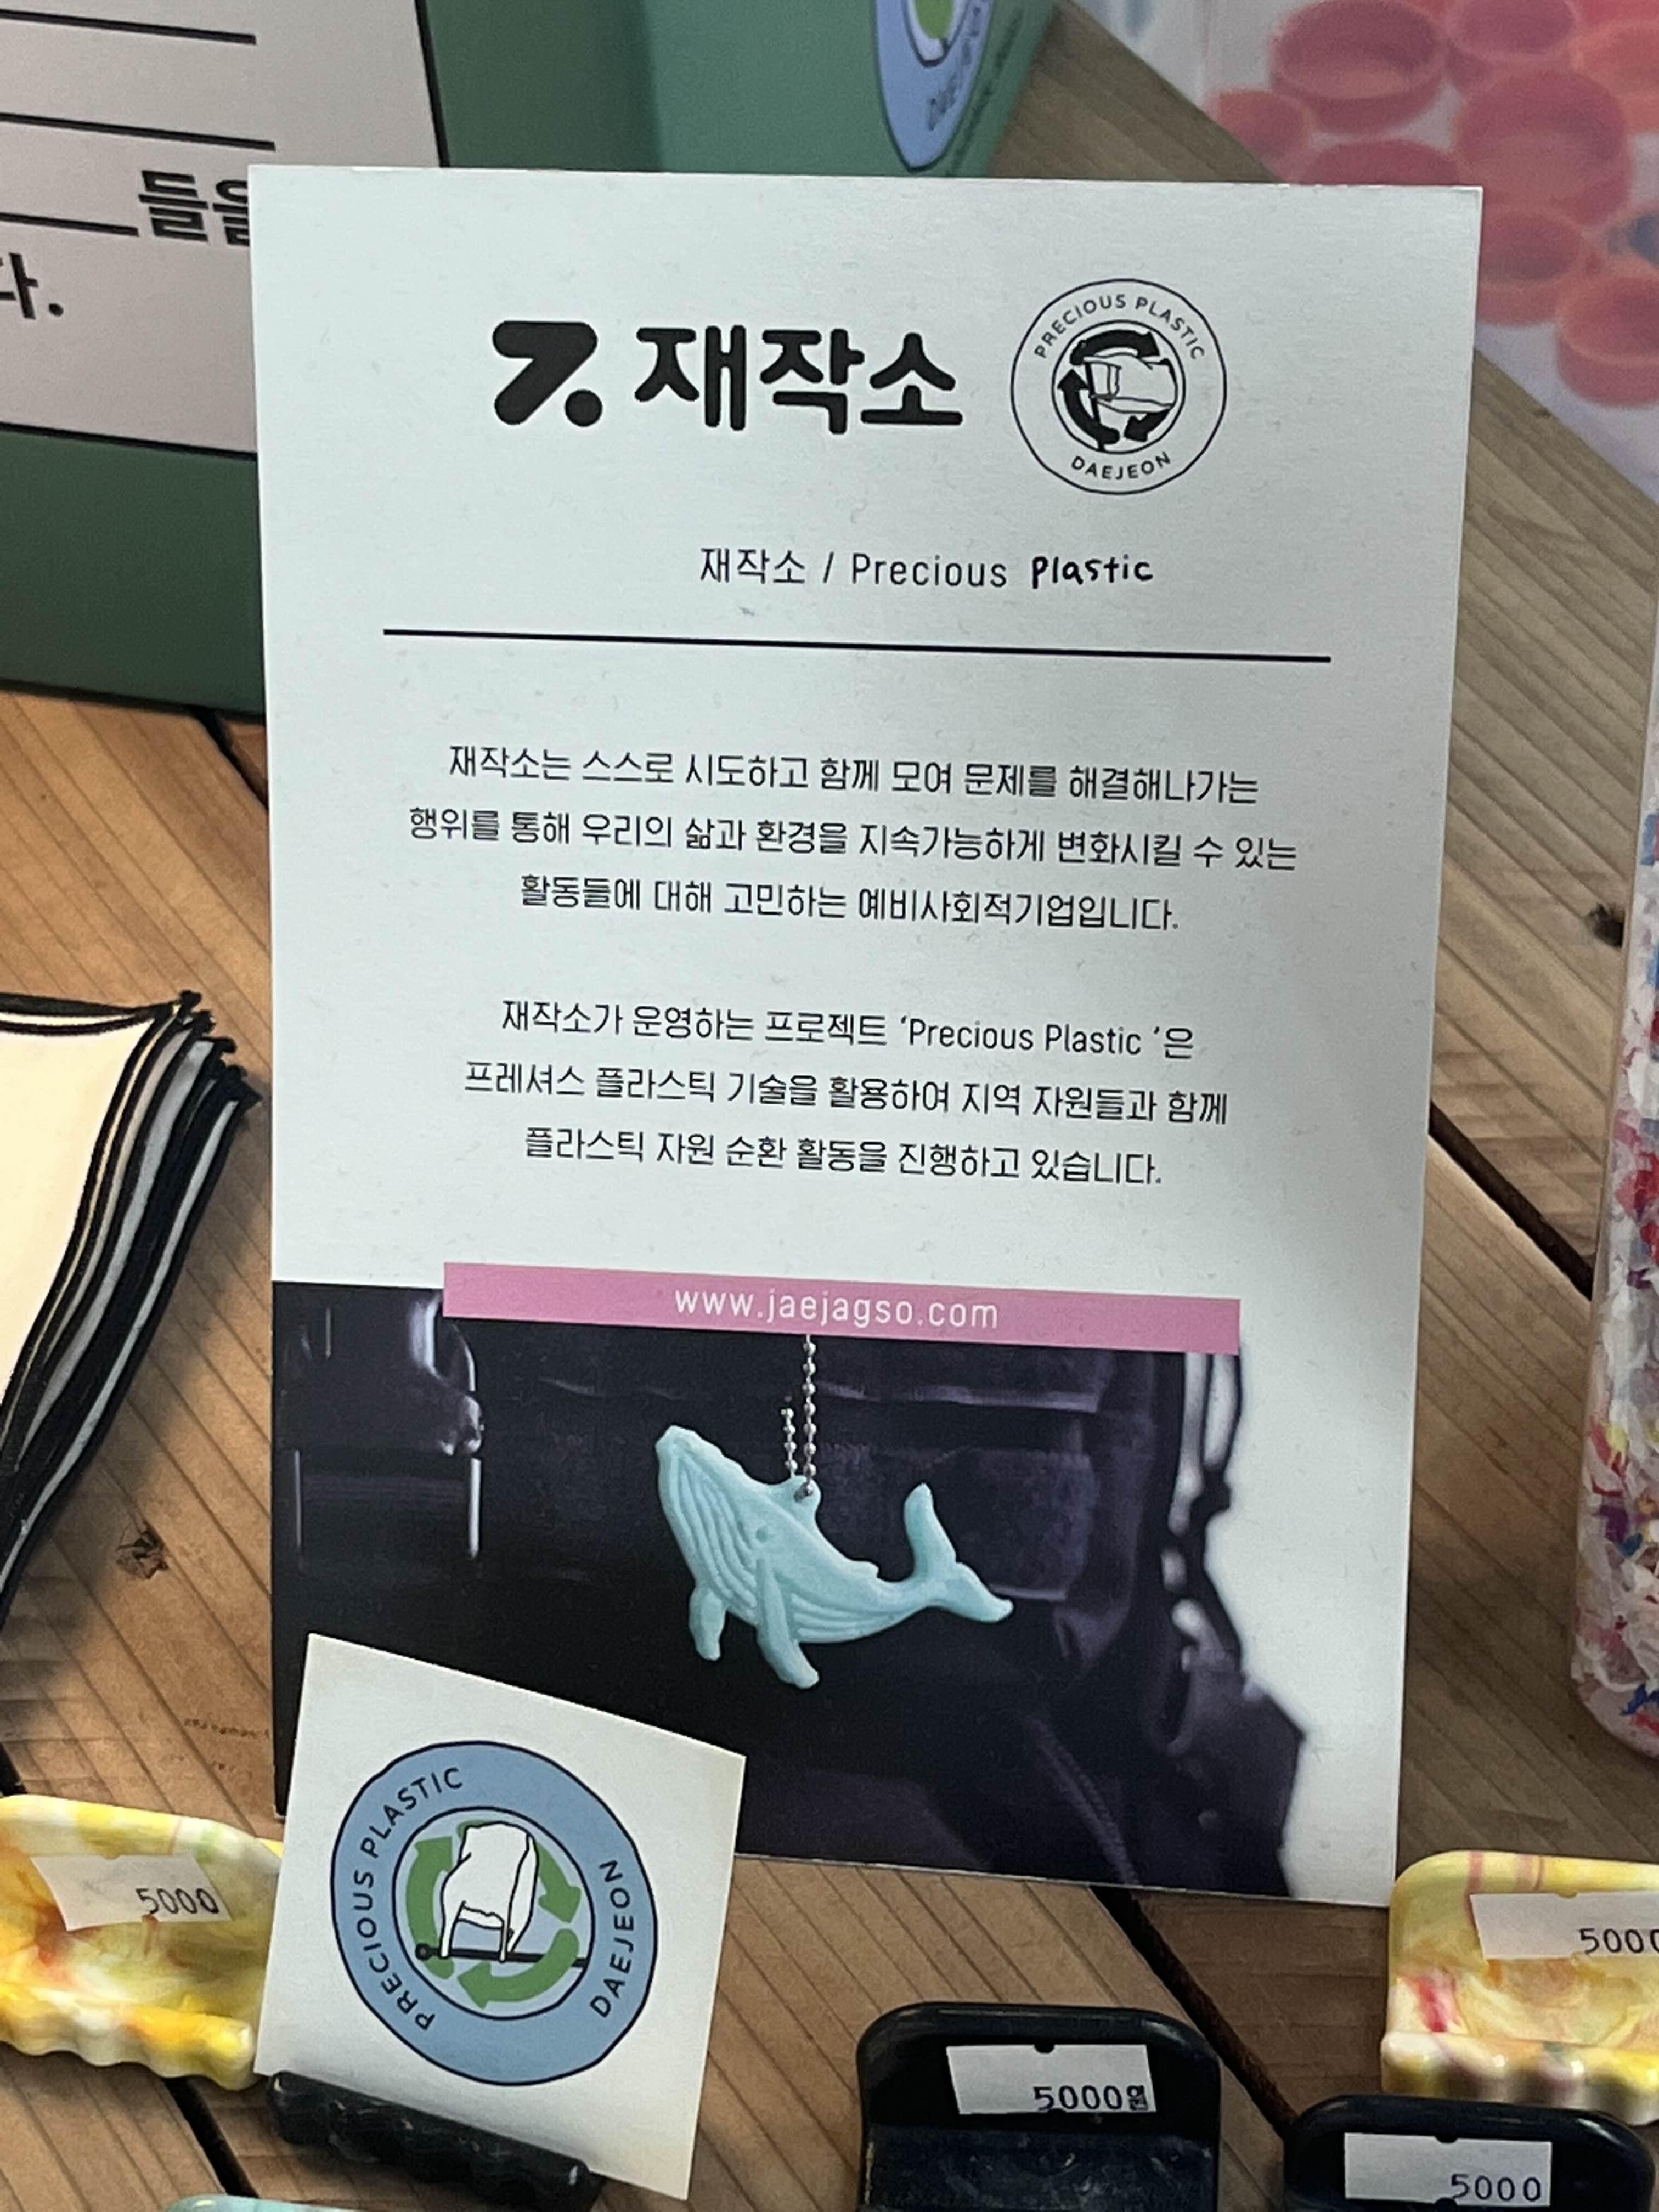 들을
다.
재작소
PRECIOUS PLASTIC
DAEJEON
재작소 / Precious Plastic
재작소는 스스로 시도하고 함께 모여 문제를 해결해나가는
행위를 통해 우리의 삶과 환경을 지속가능하게 변화시킬 수 있는
활동들에 대해 고민하는 예비사회적기업입니다.
재작소가 운영하는 프로젝트 ‘Precious Plastic ’은
프레셔스 플라스틱 기술을 활용하여 지역 자원들과 함께
플라스틱 자원 순환 활동을 진행하고 있습니다.
www.jaejagso.com
PRECIOUS PLASTIC
DAEJEON
5000
5000
5000원
5000